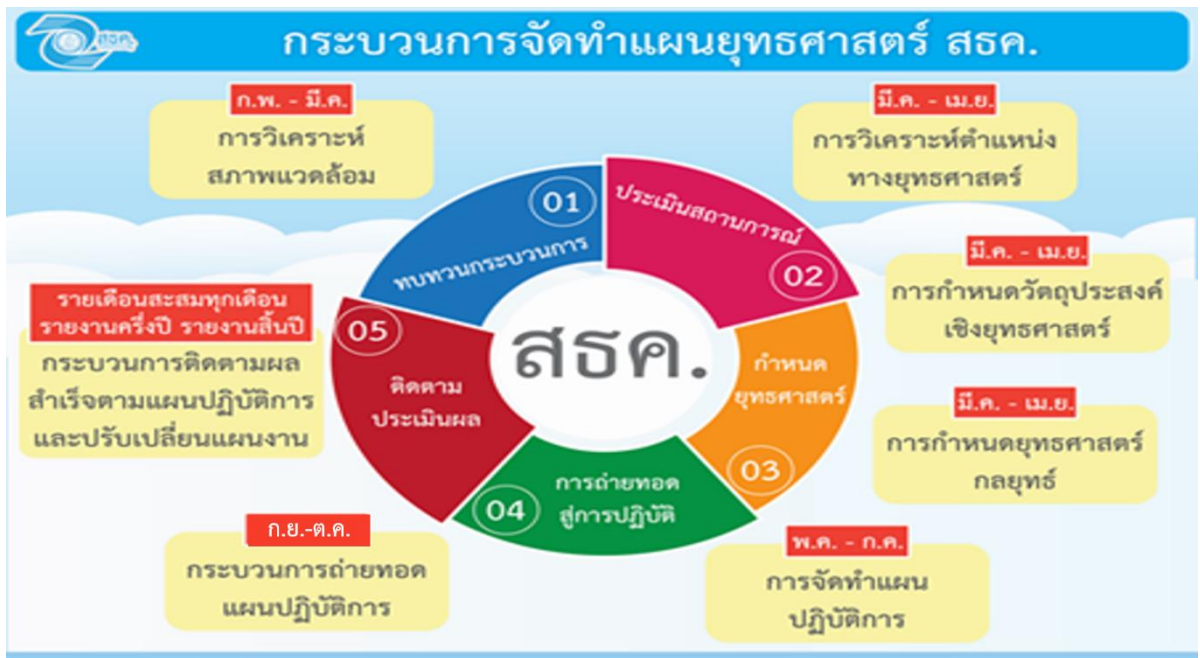 สธค.
กระบวนการจัดทำแผนยุทธศาสตร์ สธค.
ก.พ. - มี.ค.
การวิเคราะห์
สภาพแวดล้อม
มี.ค. - เม.ย.
การวิเคราะห์ตำแหน่ง
ทางยุทธศาสตร์
มี.ค. - เม.ย.
การกำหนดวัตถุประสงค์
เชิงยุทธศาสตร์
มี.ค. - เม.ย.
การกำหนดยุทธศาสตร์
กลยุทธ์
พ.ค. - ก.ค.
การจัดทำแผน
ปฏิบัติการ
ก.ย.-ต.ค.
กระบวนการถ่ายทอด
แผนปฏิบัติการ
รายเดือนสะสมทุกเดือน
รายงานครึ่งปี รายงานสิ้นปี
กระบวนการติดตามผล
สำเร็จตามแผนปฏิบัติการ
และปรับเปลี่ยนแผนงาน
01
ทบทวนกระบวนการ
ประเมินสถานการณ์
02
กำหนด
ยุทธศาสตร์
03
การถ่ายทอด
สู่การปฏิบัติ
04
05
ติดตาม
ประเมินผล
สธค.